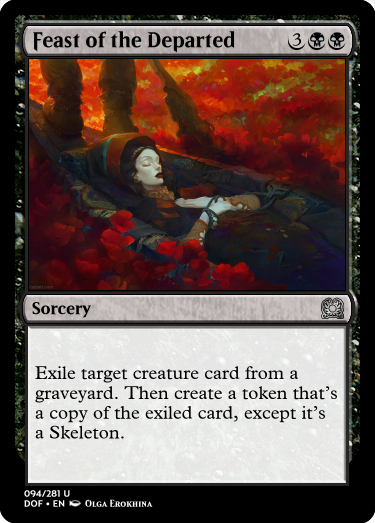 Feast of the Departed 3
Sorcery
Exile target creature card from a
graveyard. Then create a token that's
a copy of the exiled card, except it's
a Skeleton.
094/281 U
DOF • EN Olga Erokhina